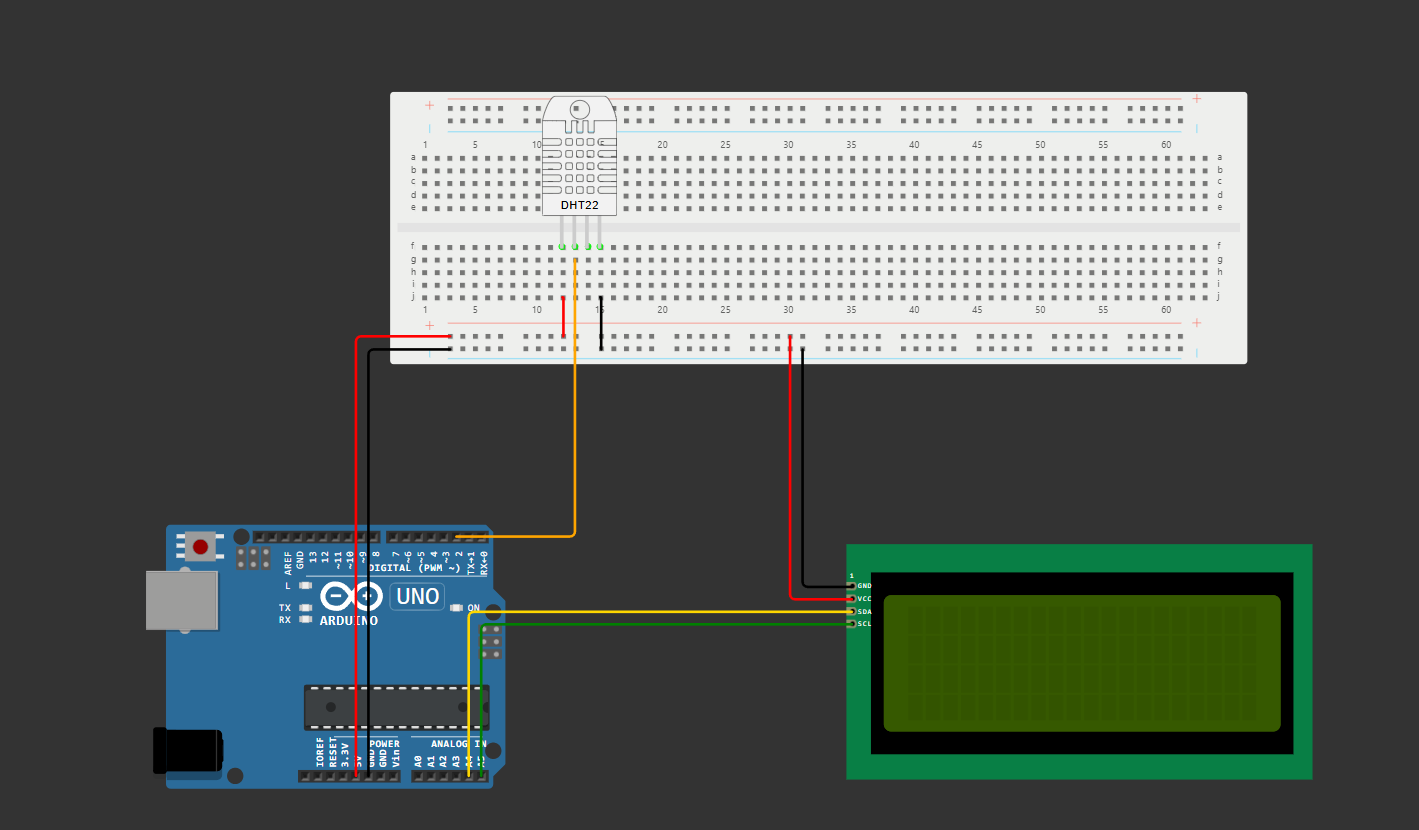 + +
1 5 10 5 20 25 30 35 40 45 50 55 60
a a
b b
c c
d d
e e
DHT22
f f
g g
h h
i i
j j
1 5 10 15 20 25 30 35 40 45 50 55 60
+ +
AREF GND 13 12 ~11 ~10 ~9 8 7 ~6 ~5 4 ~3 2 TX→1 RX←0
DIGITAL (PWM ~)
L
UNO
TX
RX
ON
ARDUINO
POWER
ANALOG IN
IOREF RESET 3.3V 5V GND GND Vin A0 A1 A2 A3 A4 A5
1
GND
VCC
SDA
SCL